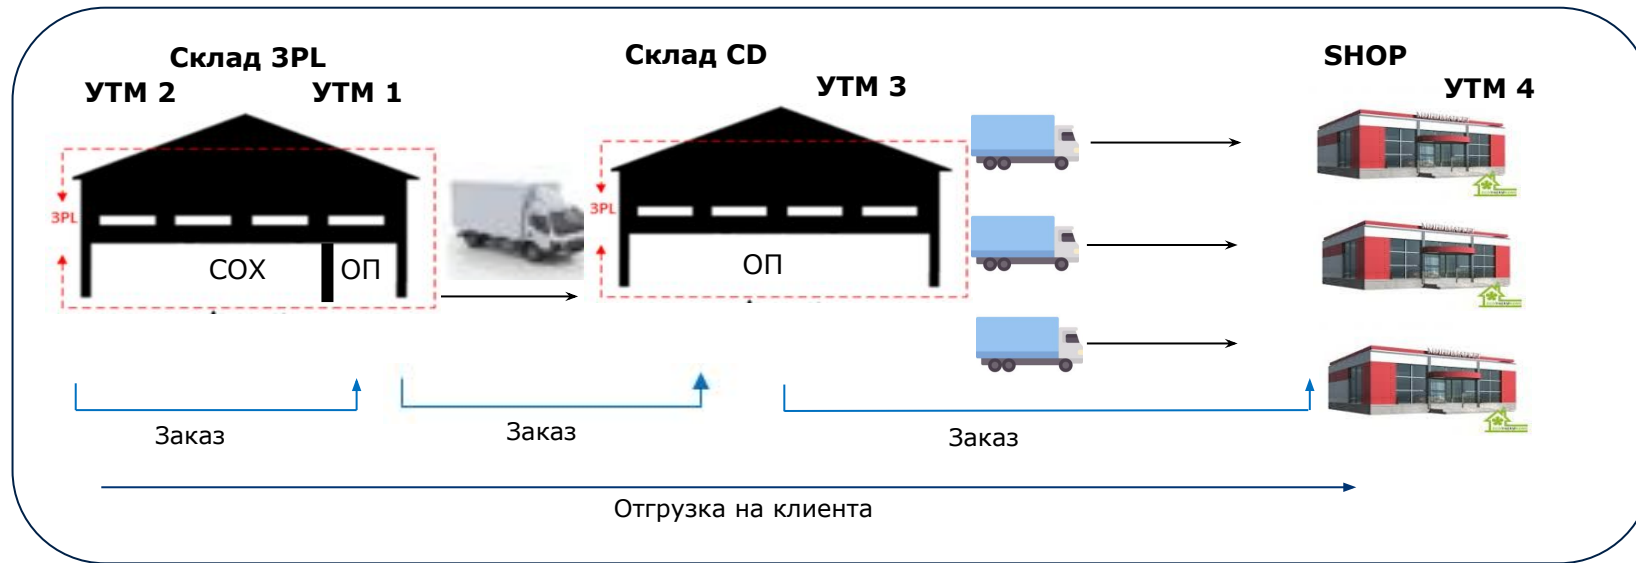 Склад 3PL
УТМ 2
УТМ 1
Склад CD
УТМ 3
SHOP
УТМ 4
3PL
СОХ
ОП
3PL
ОП
Заказ
Заказ
Заказ
Отгрузка на клиента